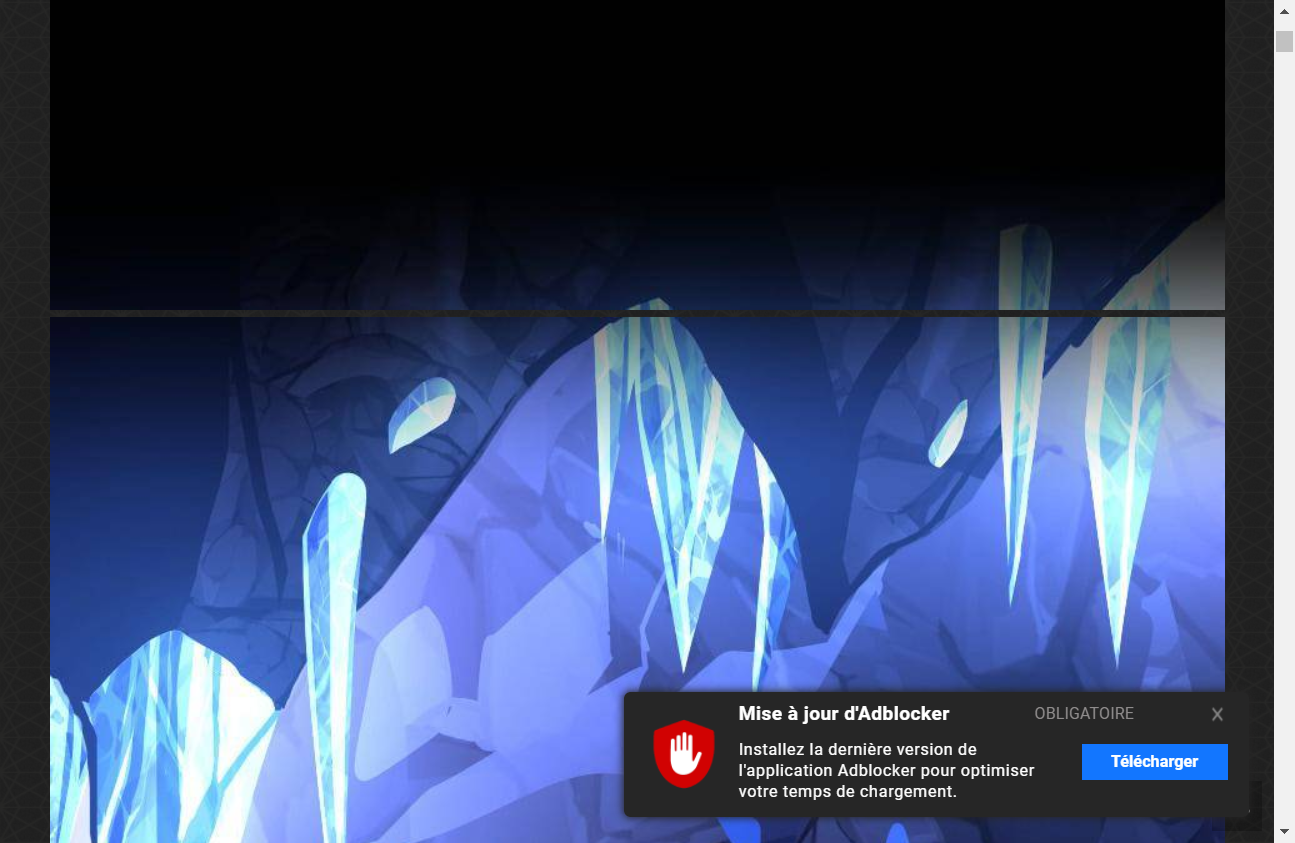 Mise à jour d'Adblocker
OBLIGATOIRE
X
Installez la dernière version de
l'application Adblocker pour optimiser
votre temps de chargement.
Télécharger